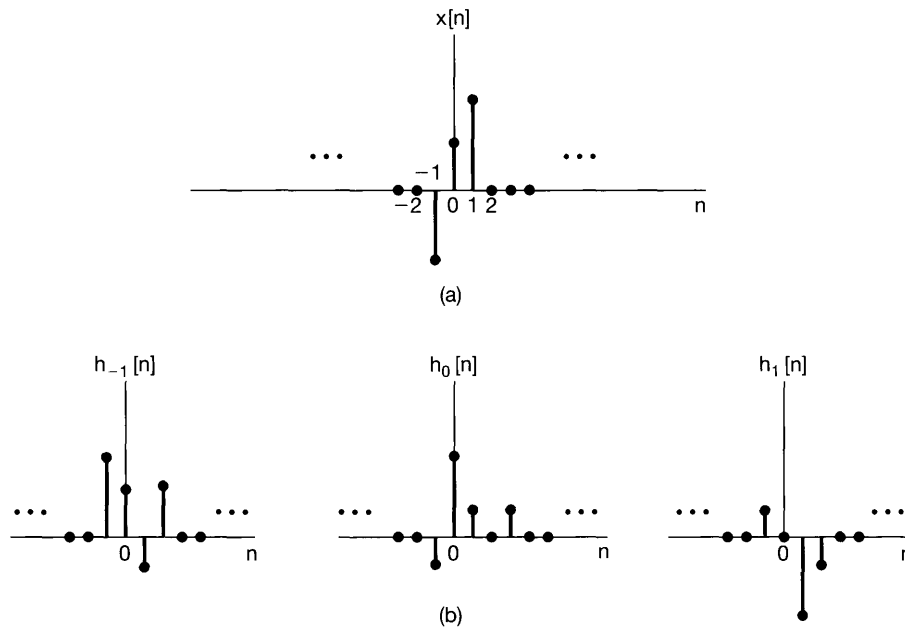 x[n]
• • •
• • •
−1
−2
0
1
2
n
(a)
h₋₁[n]
h₀[n]
h₁[n]
• • •
• • •
• • •
• • •
• • •
• • •
0
n
0
n
0
n
(b)